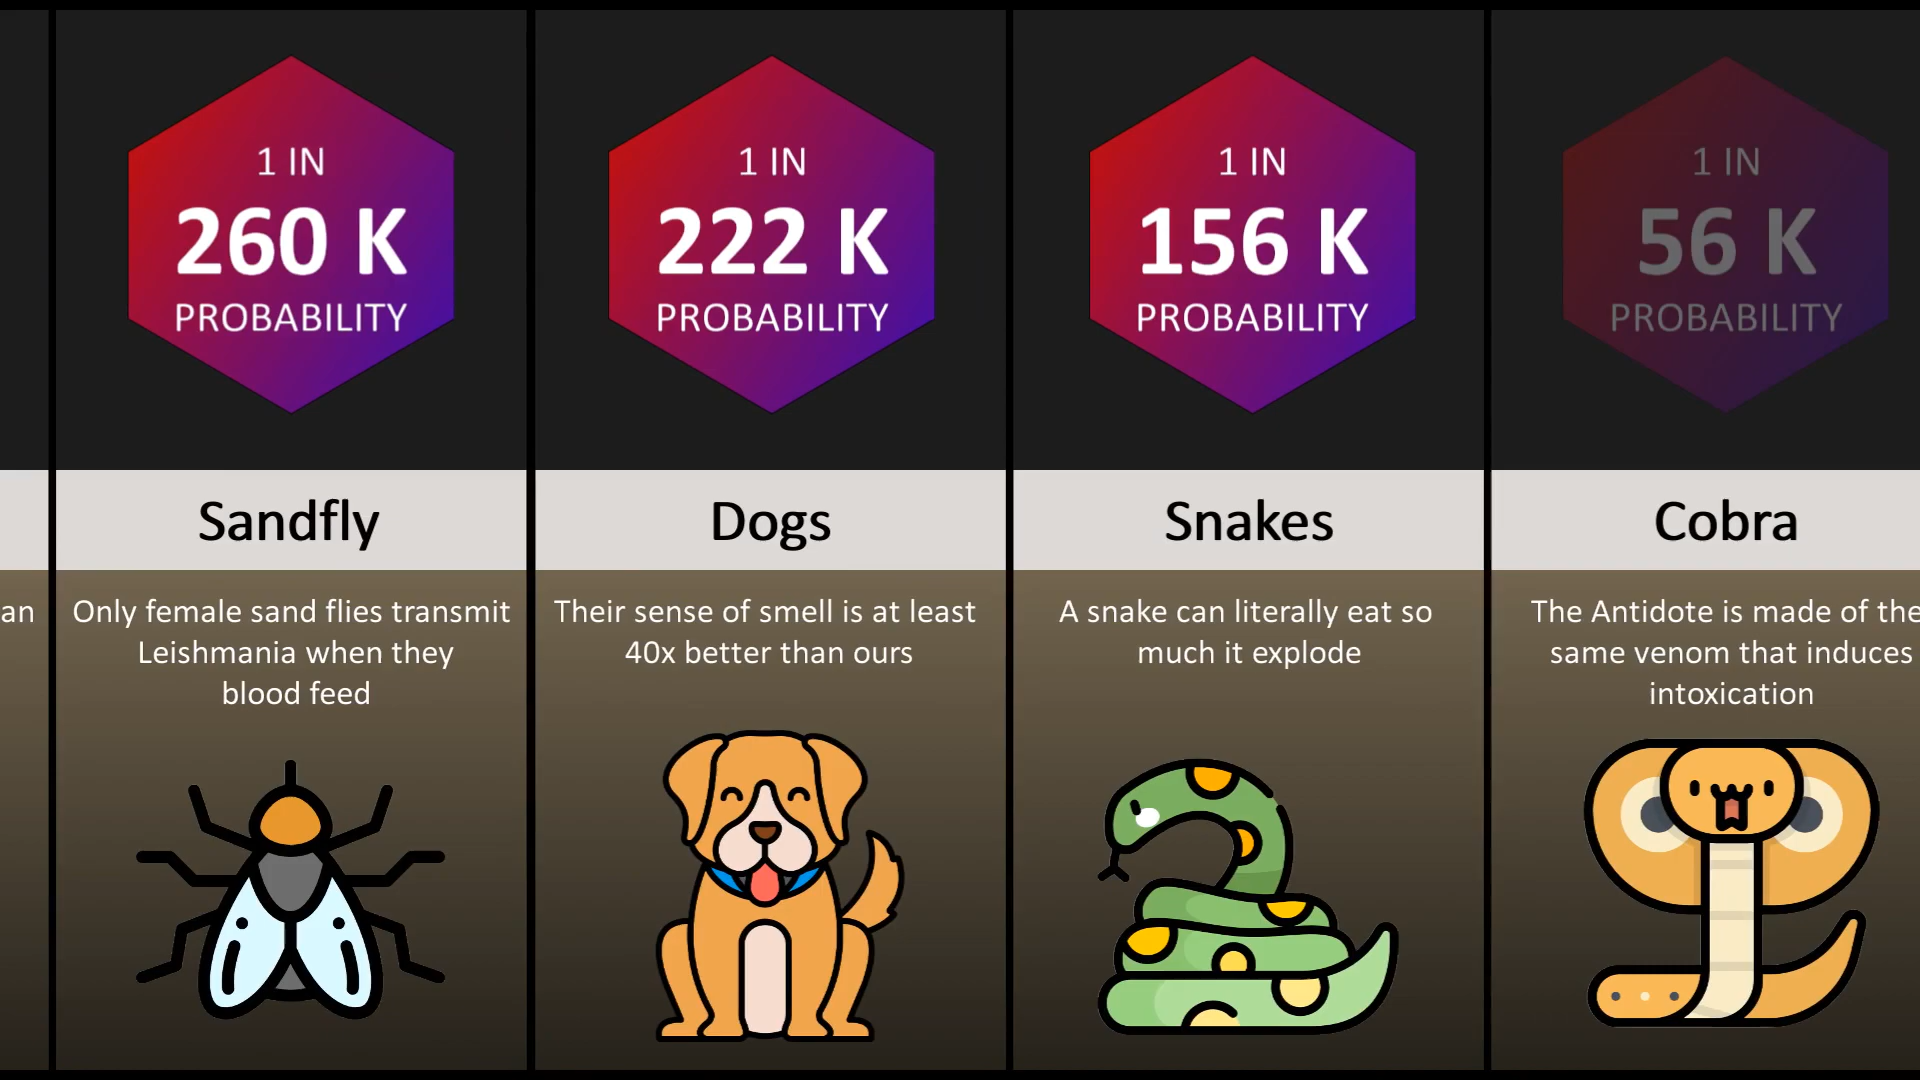 1 IN
260 K
PROBABILITY
Sandfly
Only female sand flies transmit
Leishmania when they
blood feed
1 IN
222 K
PROBABILITY
Dogs
Their sense of smell is at least
40x better than ours
1 IN
156 K
PROBABILITY
Snakes
A snake can literally eat so
much it explode
1 IN
56 K
PROBABILITY
Cobra
The Antidote is made of the
same venom that induces
intoxication